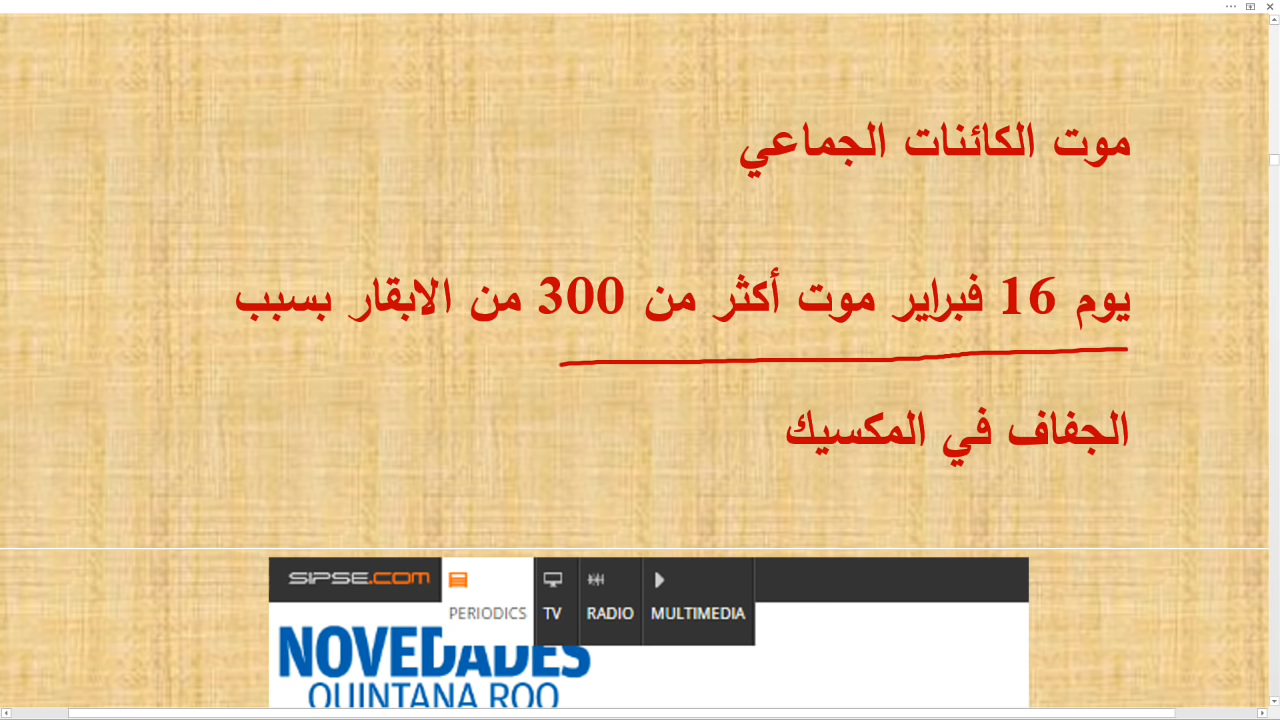 موت الكائنات الجماعي
يوم 16 فبراير موت أكثر من 300 من الابقار بسبب
الجفاف في المكسيك
SIPSE.COM
PERIODICS TV RADIO MULTIMEDIA
NOVEDADES
QUINTANA ROO